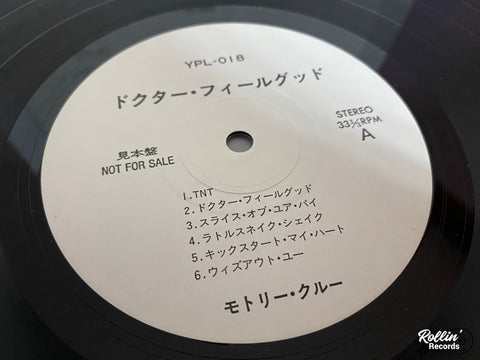 YPL-018
ドクター・フィールグッド
STEREO
33⅓RPM
A
見本盤
NOT FOR SALE
1.TNT
2.ドクター・フィールグッド
3.スライス・オブ・ユア・パイ
4.ラトルスネイク・シェイク
5.キックスタート・マイ・ハート
6.ウィズアウト・ユー
モトリー・クルー
Rollin'
Records